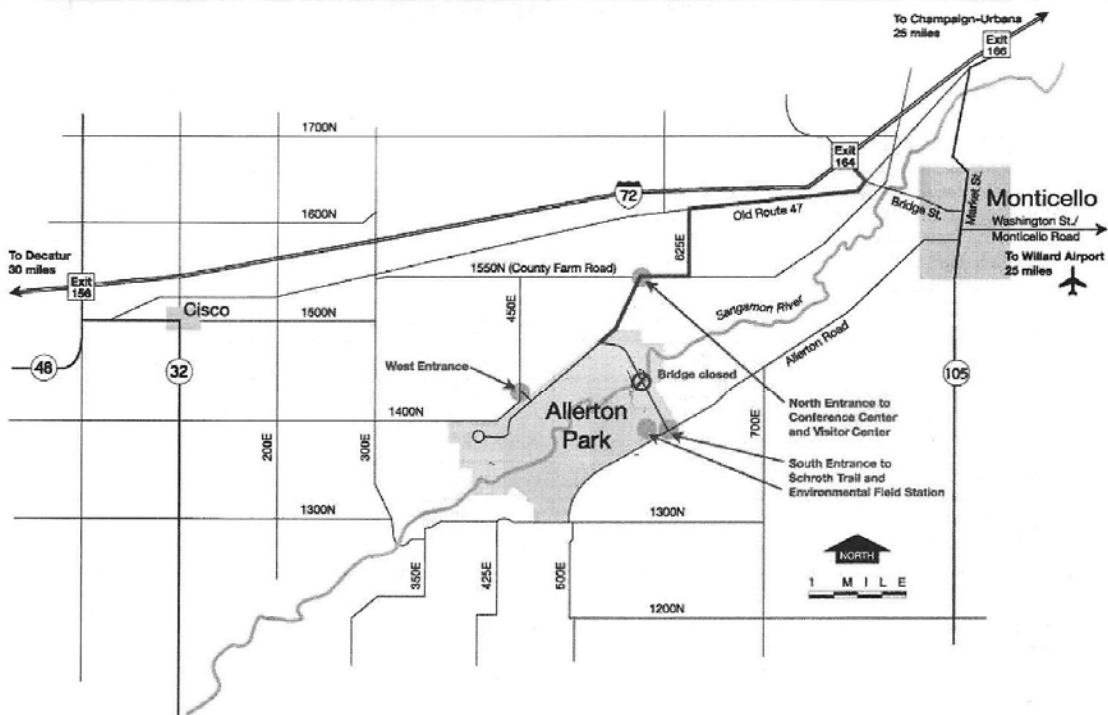 To Champaign-Urbana
25 miles
Exit
166
1700N
Exit
164
72
1600N
Old Route 47
Bridge St.
Market St.
Monticello
Washington St./
Monticello Road
To Willard Airport
25 miles
To Decatur
30 miles
Exit
156
625E
1550N (County Farm Road)
Cisco
1500N
450E
Sangamon River
Allerton Road
48
32
West Entrance
Bridge closed
105
1400N
Allerton
Park
North Entrance to
Conference Center
and Visitor Center
200E
300E
700E
South Entrance to
Schroth Trail and
Environmental Field Station
1300N
1300N
NORTH
1 MILE
350E
425E
500E
1200N